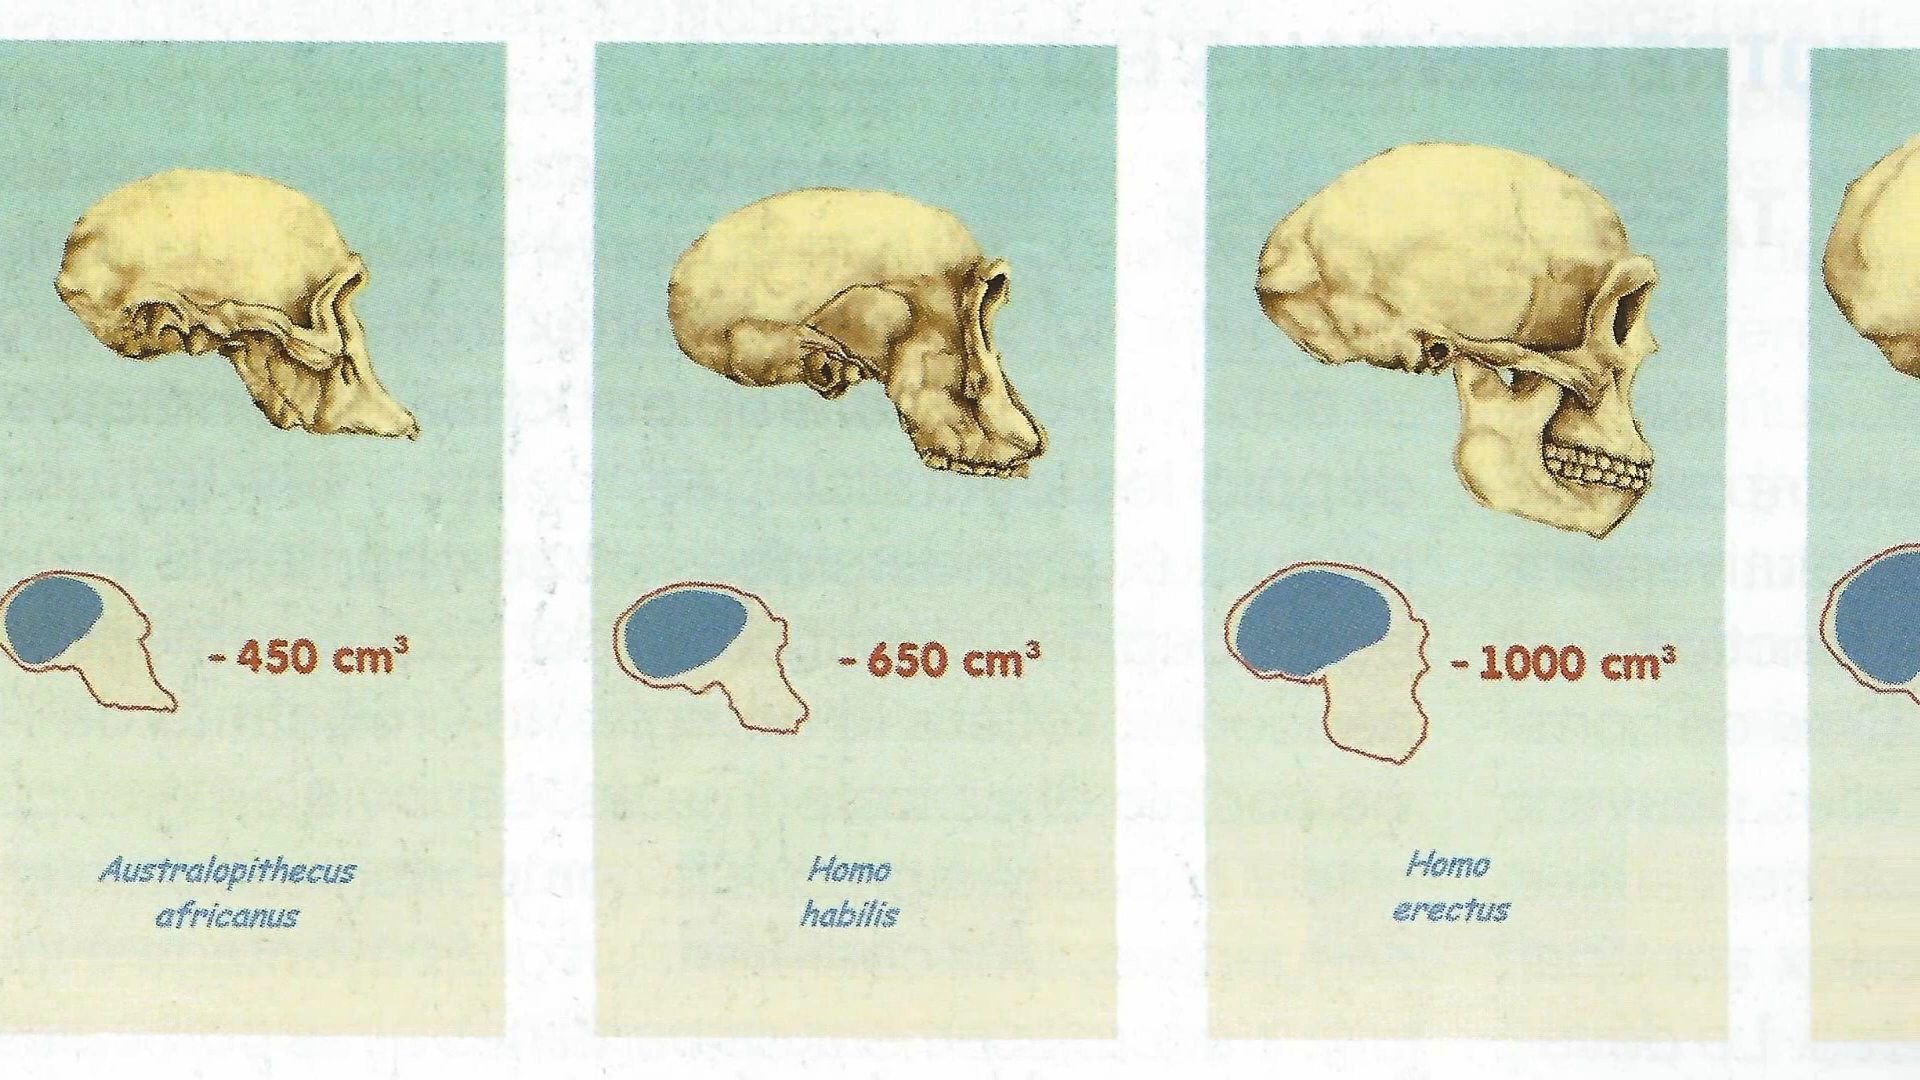 - 450 cm³
Australopithecus
africanus
- 650 cm³
Homo
habilis
- 1000 cm³
Homo
erectus